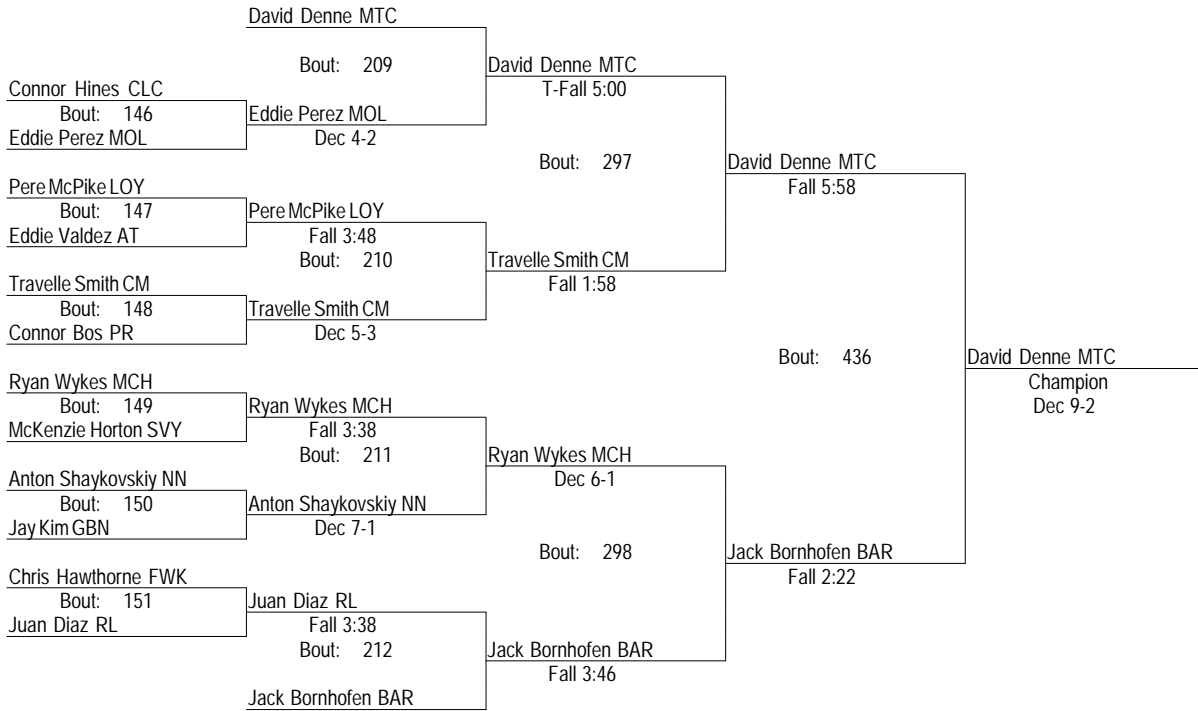 David Denne MTC
Bout: 209
David Denne MTC
Connor Hines CLC
T-Fall 5:00
Bout: 146
Eddie Perez MOL
Eddie Perez MOL
Dec 4-2
Bout: 297
David Denne MTC
Pere McPike LOY
Fall 5:58
Bout: 147
Pere McPike LOY
Eddie Valdez AT
Fall 3:48
Bout: 210
Travelle Smith CM
Travelle Smith CM
Fall 1:58
Bout: 148
Travelle Smith CM
Connor Bos PR
Dec 5-3
Bout: 436
David Denne MTC
Ryan Wykes MCH
Champion
Bout: 149
Ryan Wykes MCH
Dec 9-2
McKenzie Horton SVY
Fall 3:38
Bout: 211
Ryan Wykes MCH
Anton Shaykovskiy NN
Dec 6-1
Bout: 150
Anton Shaykovskiy NN
Jay Kim GBN
Dec 7-1
Bout: 298
Jack Bornhofen BAR
Chris Hawthorne FWK
Fall 2:22
Bout: 151
Juan Diaz RL
Juan Diaz RL
Fall 3:38
Bout: 212
Jack Bornhofen BAR
Fall 3:46
Jack Bornhofen BAR